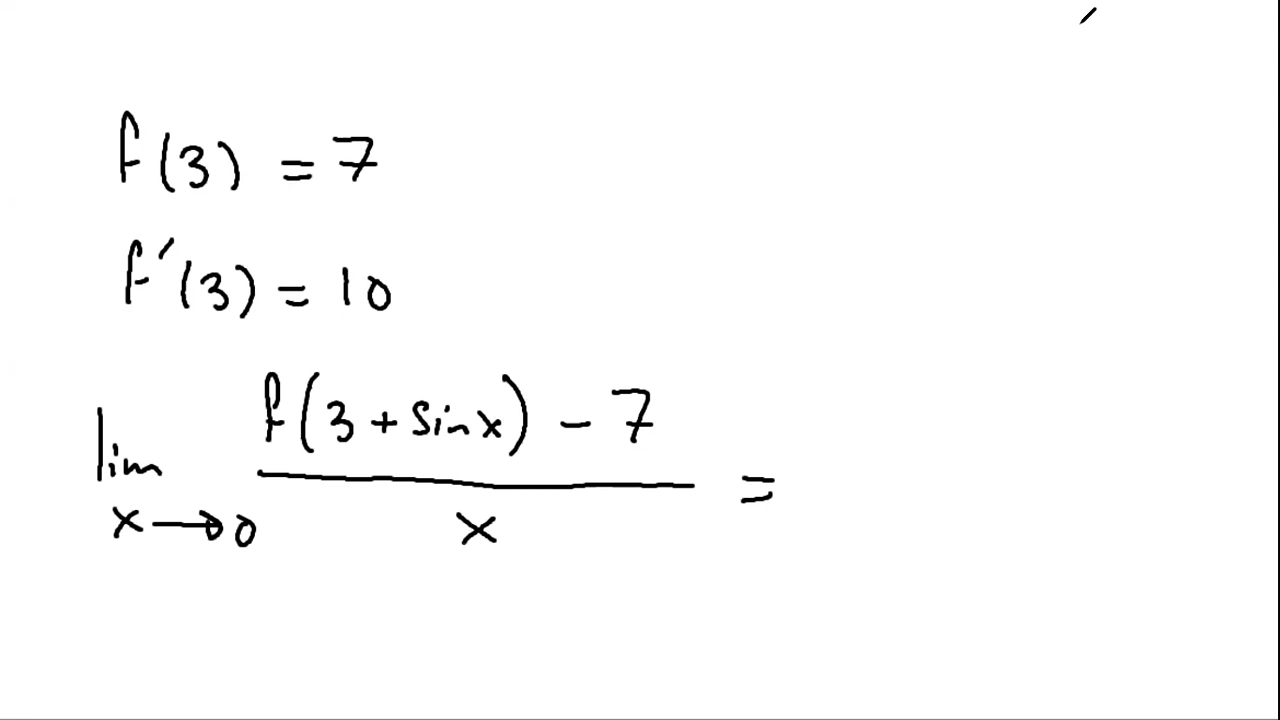 f(3) = 7
f'(3) = 10
lim x→0 (f(3 + sin x) - 7) / x =